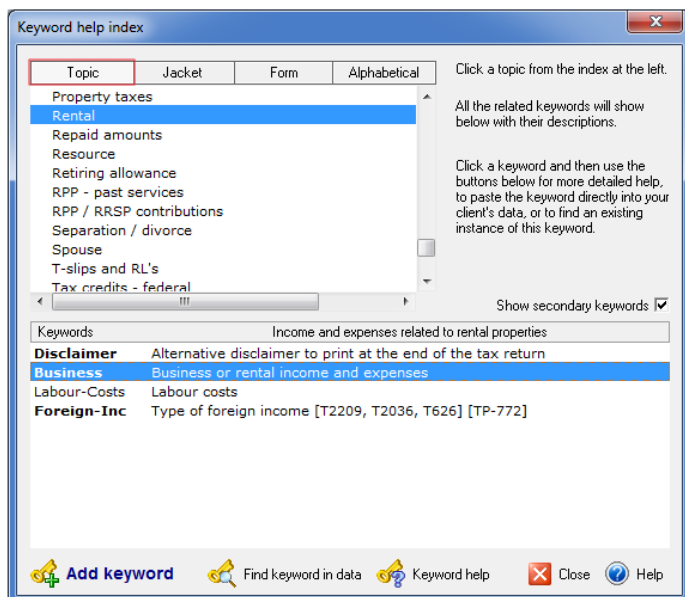 Keyword help index
Topic Jacket Form Alphabetical
Click a topic from the index at the left.
All the related keywords will show
below with their descriptions.
Click a keyword and then use the
buttons below for more detailed help,
to paste the keyword directly into your
client's data, or to find an existing
instance of this keyword.
Property taxes
Rental
Repaid amounts
Resource
Retiring allowance
RPP - past services
RPP / RRSP contributions
Separation / divorce
Spouse
T-slips and RL's
Tax credits - federal
Show secondary keywords
Keywords Income and expenses related to rental properties
Disclaimer Alternative disclaimer to print at the end of the tax return
Business Business or rental income and expenses
Labour-Costs Labour costs
Foreign-Inc Type of foreign income [T2209, T2036, T626] [TP-772]
Add keyword Find keyword in data Keyword help Close Help